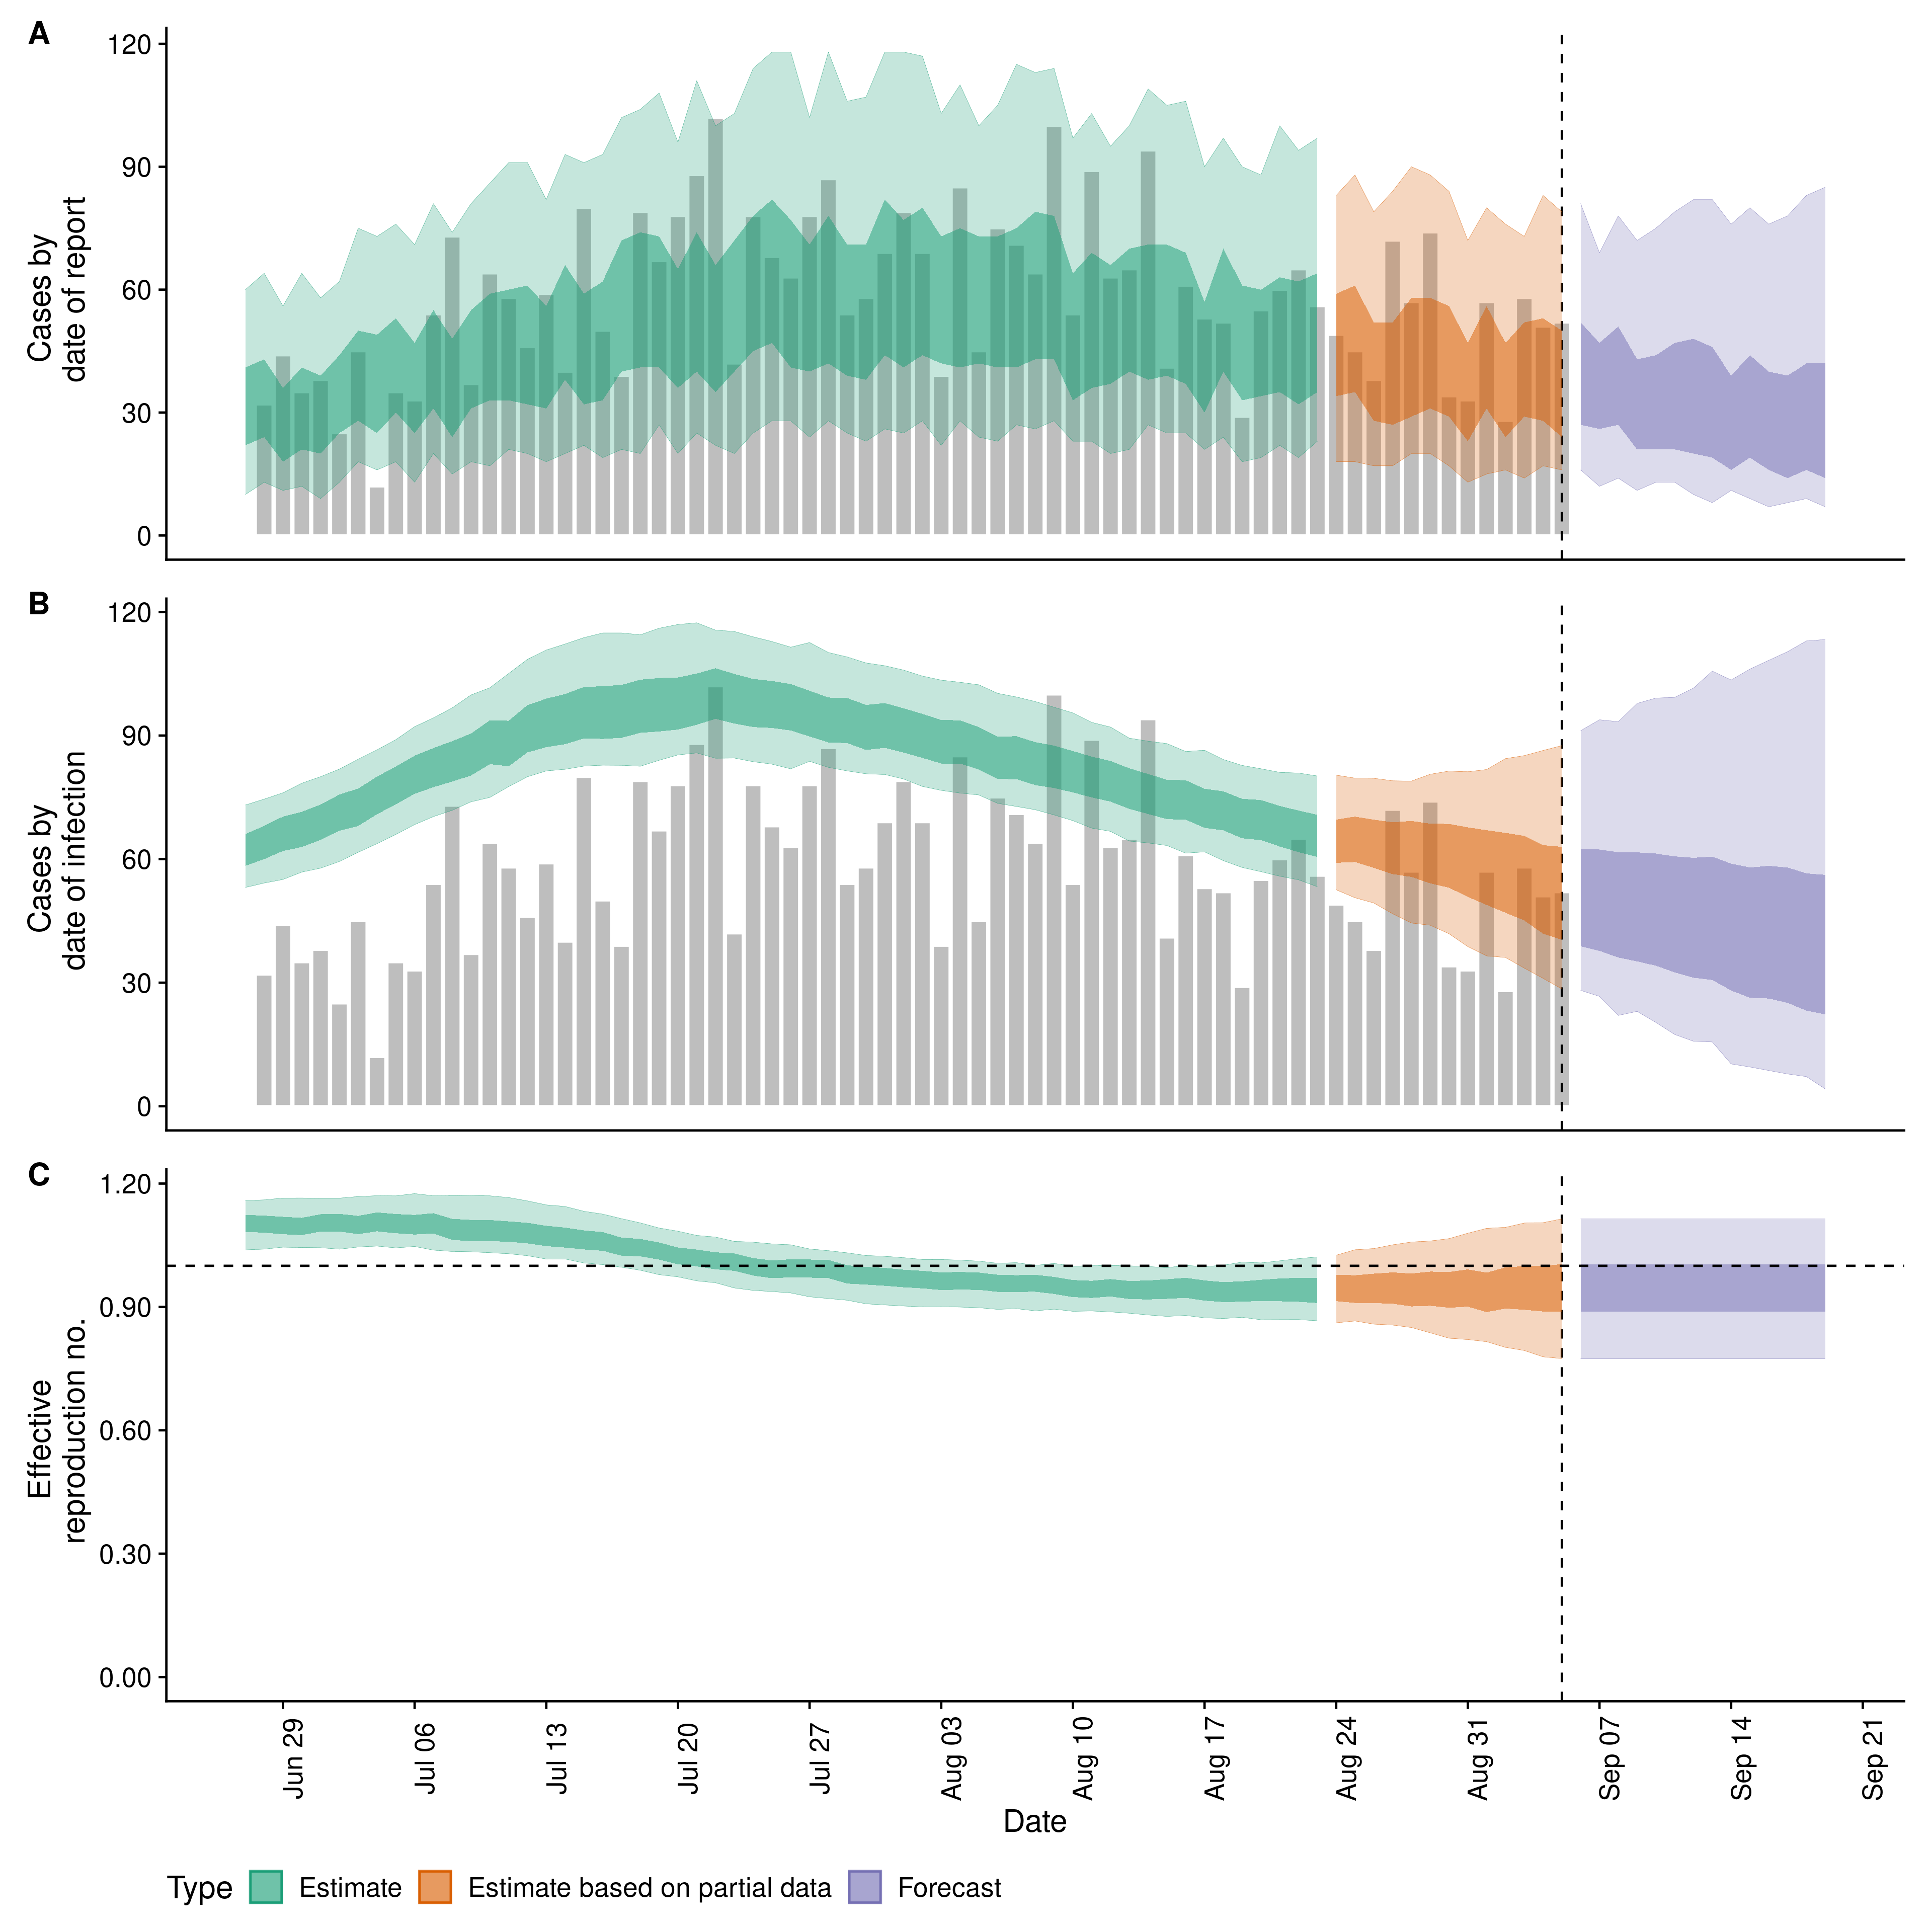 A
120
90
60
30
0
Cases by
date of report
B
120
90
60
30
0
Cases by
date of infection
C
1.20
0.90
0.60
0.30
0.00
Effective
reproduction no.
Jun 29
Jul 06
Jul 13
Jul 20
Jul 27
Aug 03
Aug 10
Aug 17
Aug 24
Aug 31
Sep 07
Sep 14
Sep 21
Date
Type Estimate Estimate based on partial data Forecast